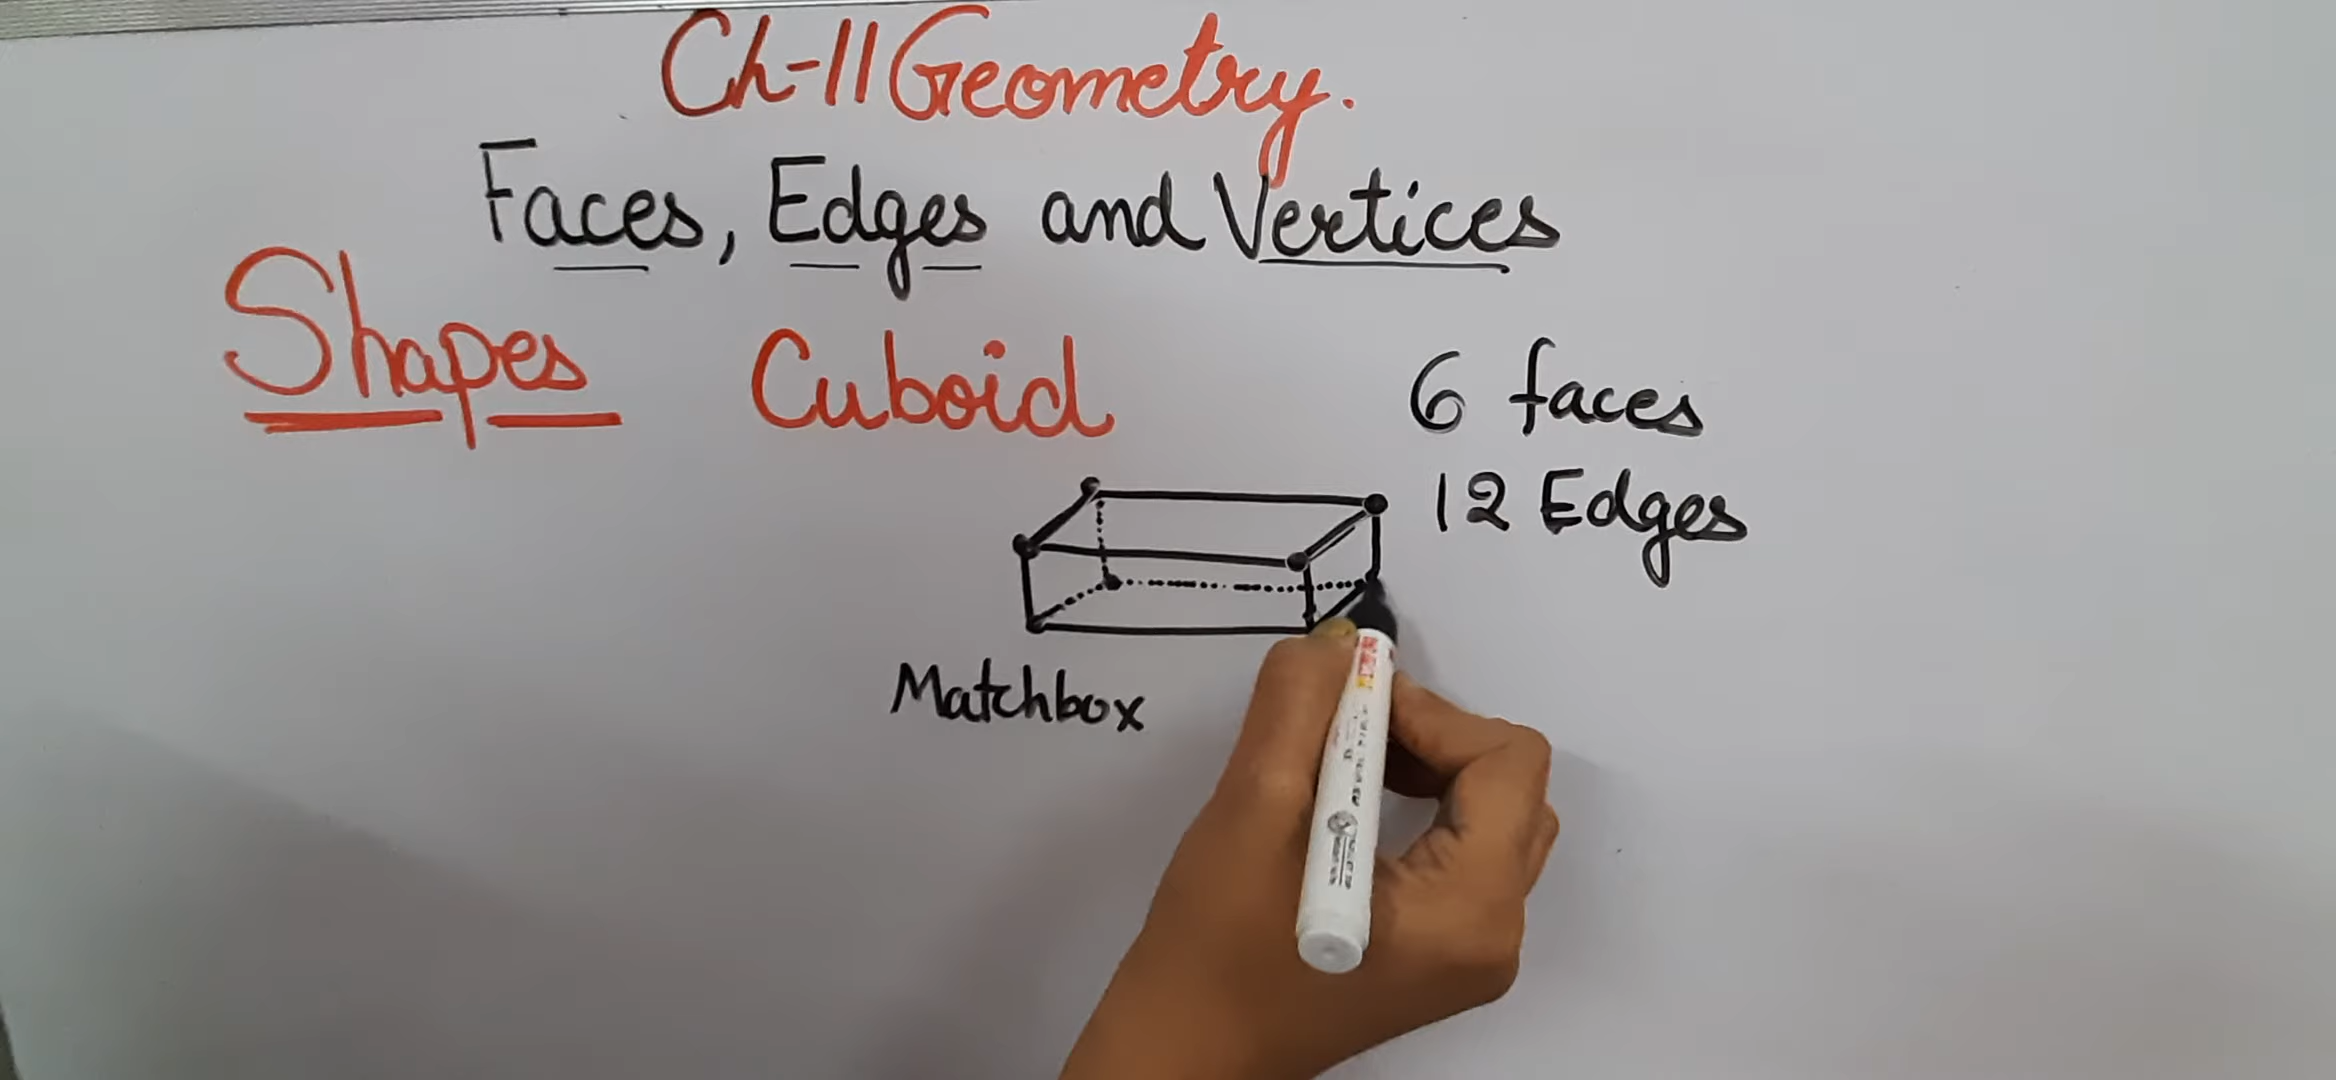 Ch-11 Geometry.
Faces, Edges and Vertices
Shapes Cuboid
6 faces
12 Edges
Matchbox